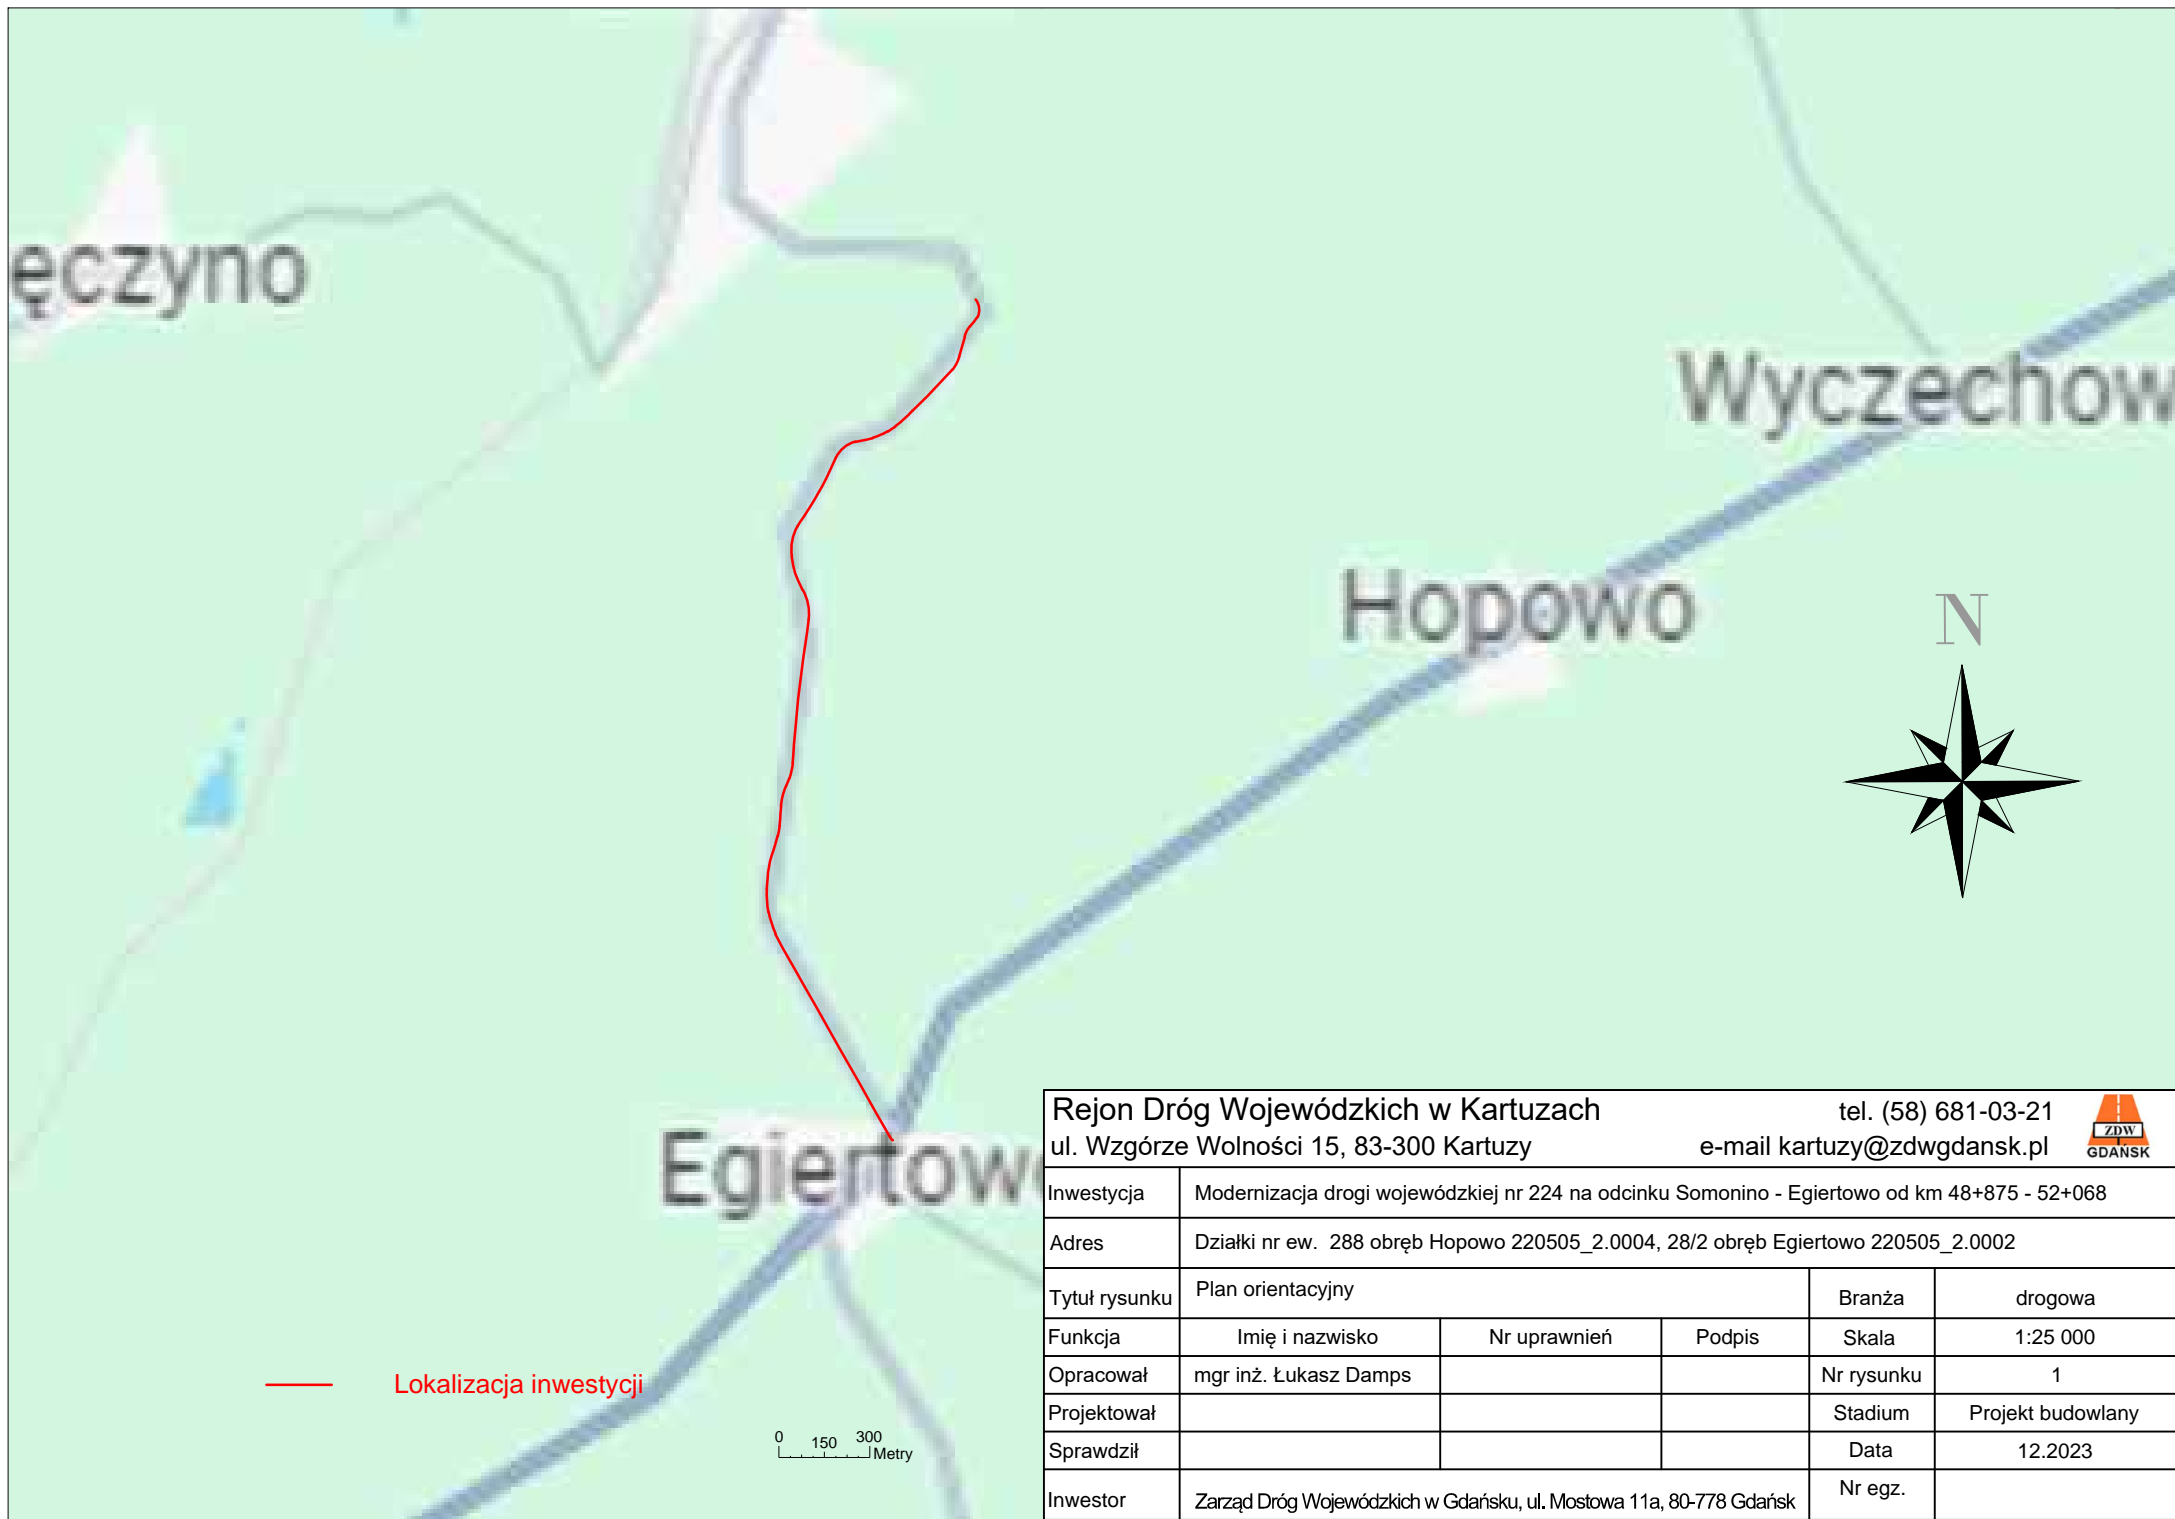 ęczyno
Wyczechow
Hopowo
N
Egiertowo
Lokalizacja inwestycji
0 150 300
Metry
Rejon Dróg Wojewódzkich w Kartuzach tel. (58) 681-03-21
ul. Wzgórze Wolności 15, 83-300 Kartuzy e-mail kartuzy@zdwgdansk.pl
ZDW
GDAŃSK
Inwestycja Modernizacja drogi wojewódzkiej nr 224 na odcinku Somonino - Egiertowo od km 48+875 - 52+068
Adres Działki nr ew. 288 obręb Hopowo 220505_2.0004, 28/2 obręb Egiertowo 220505_2.0002
Tytuł rysunku Plan orientacyjny Branża drogowa
Funkcja Imię i nazwisko Nr uprawnień Podpis Skala 1:25 000
Opracował mgr inż. Łukasz Damps Nr rysunku 1
Projektował Stadium Projekt budowlany
Sprawdził Data 12.2023
Inwestor Zarząd Dróg Wojewódzkich w Gdańsku, ul. Mostowa 11a, 80-778 Gdańsk Nr egz.